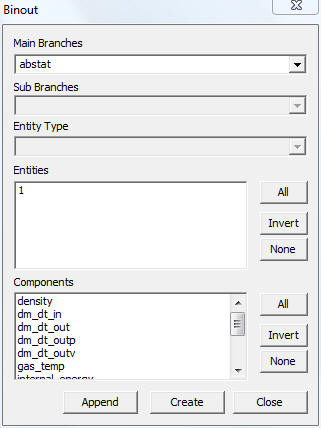 Binout
Main Branches
abstat
Sub Branches
Entity Type
Entities
1
All
Invert
None
Components
density
dm_dt_in
dm_dt_out
dm_dt_outp
dm_dt_outv
gas_temp
internal_energy
All
Invert
None
Append
Create
Close